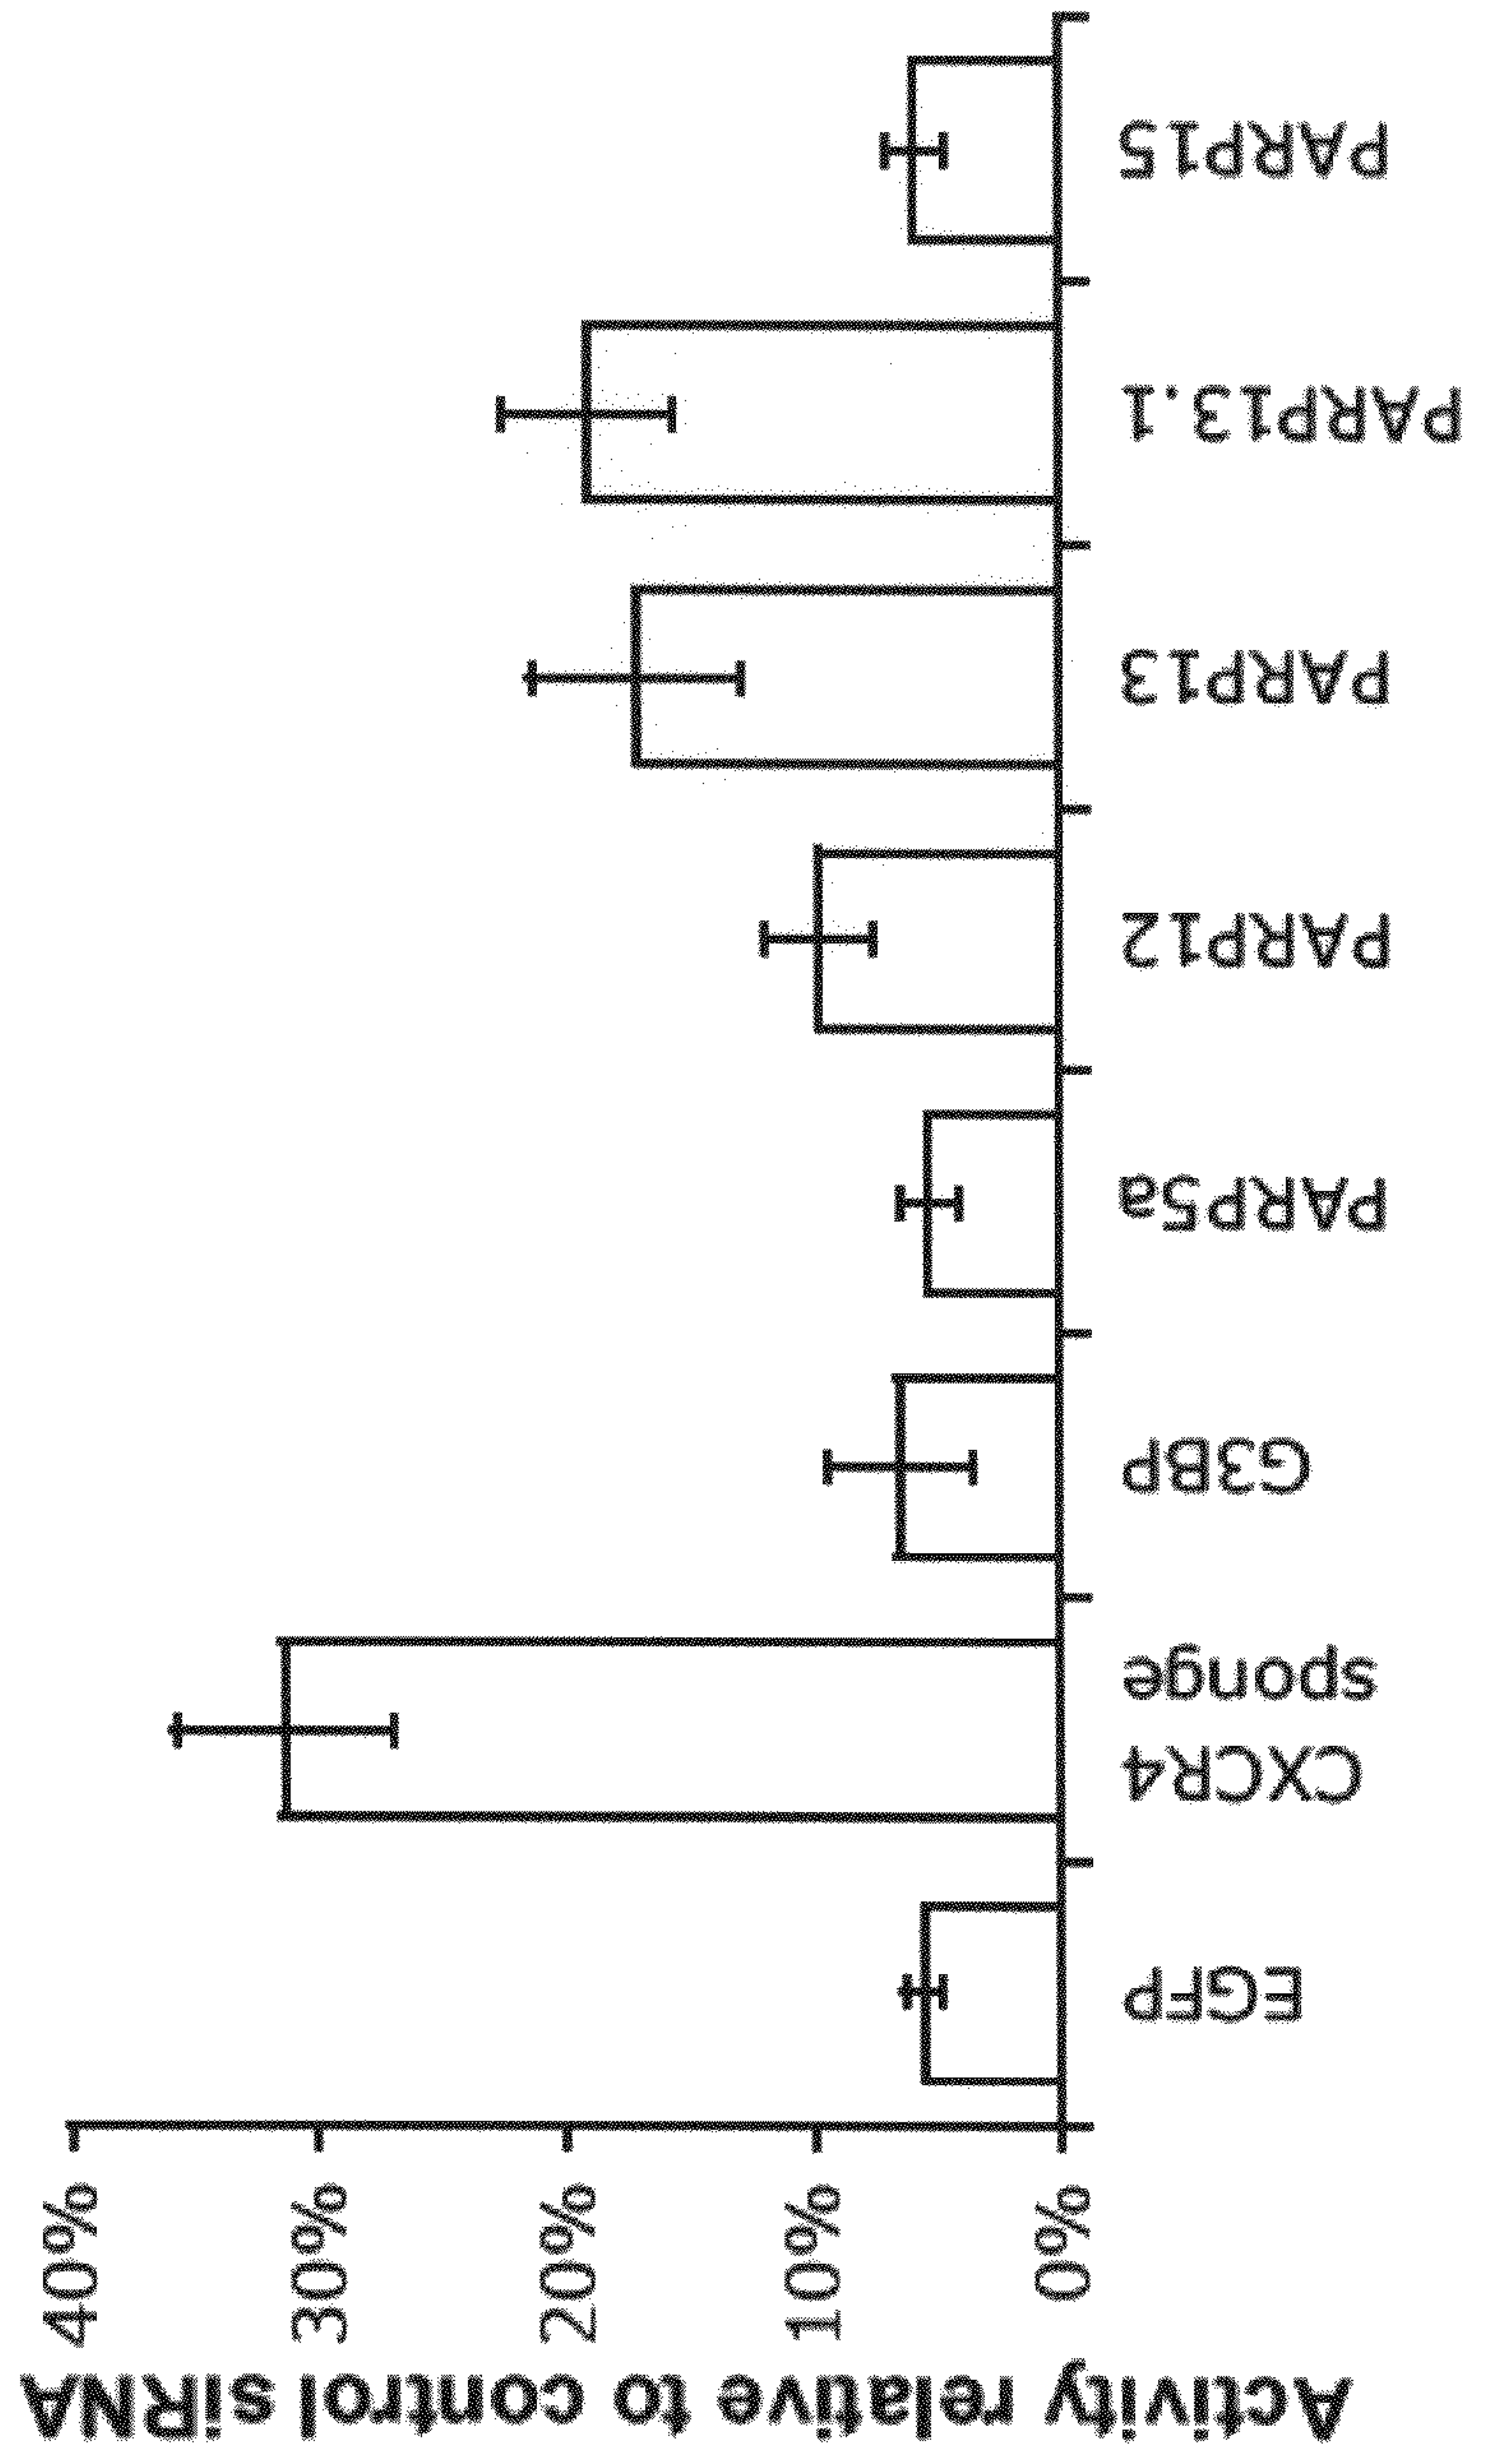 Activity relative to control siRNA
40%
30%
20%
10%
0%
EGFP
CXCR4
sponge
G3BP
PARP5a
PARP12
PARP13
PARP13.1
PARP15